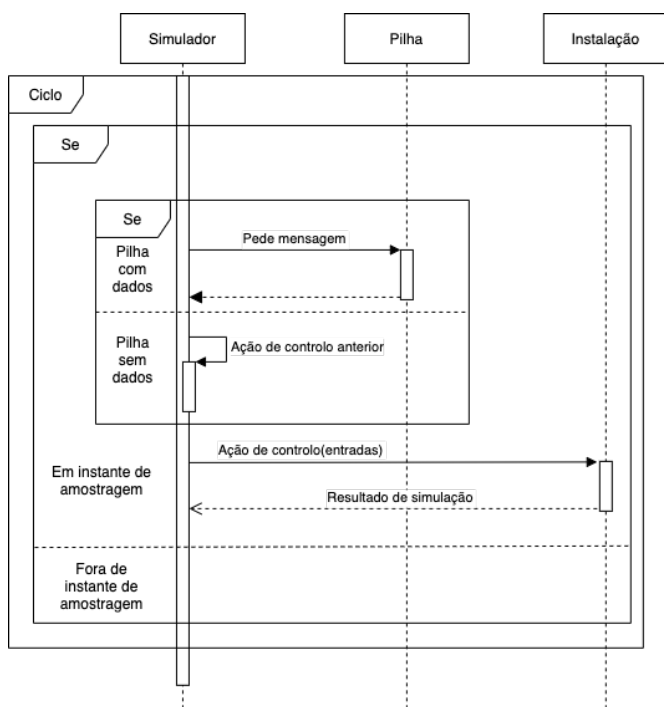 Simulador
Pilha
Instalação
Ciclo
Se
Se
Pede mensagem
Pilha
com
dados
Pilha
sem
dados
Ação de controlo anterior
Ação de controlo(entradas)
Em instante de
amostragem
Resultado de simulação
Fora de
instante de
amostragem